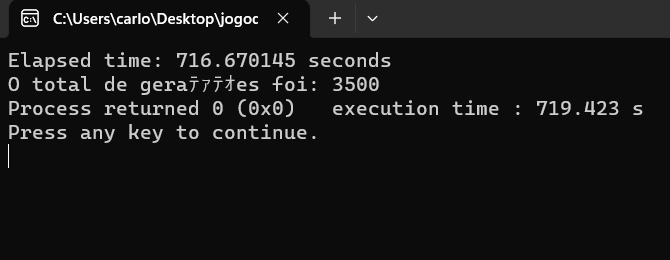 C:\Users\carlo\Desktop\jogoc
Elapsed time: 716.670145 seconds
O total de geraﾃｧﾃｵes foi: 3500
Process returned 0 (0x0)   execution time : 719.423 s
Press any key to continue.